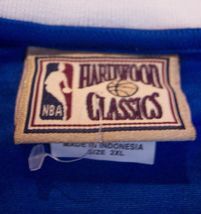 HARDWOOD
CLASSICS
NBA
MADE IN INDONESIA
SIZE 2XL